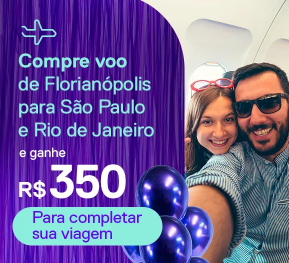 Compre voo
de Florianópolis
para São Paulo
e Rio de Janeiro
e ganhe
R$350
Para completar
sua viagem